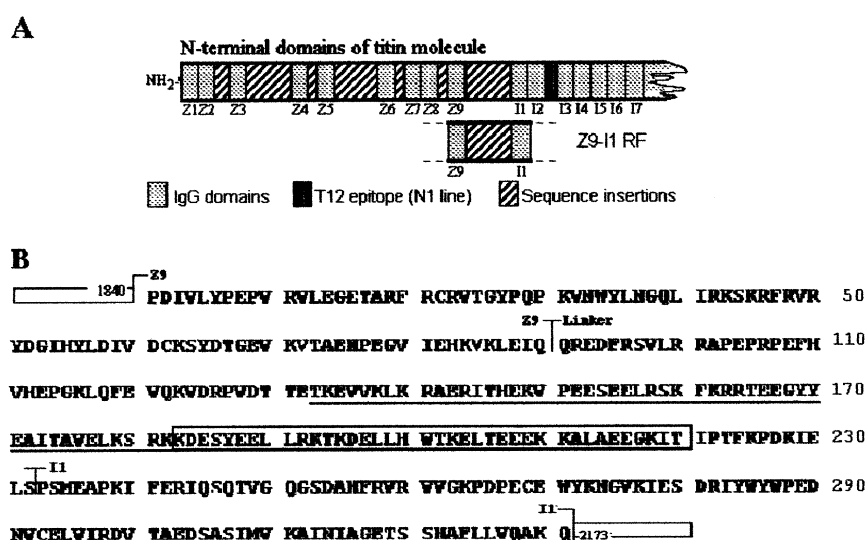 A
N-terminal domains of titin molecule
NH2-
Z1 Z2 Z3 Z4 Z5 Z6 Z7 Z8 Z9 I1 I2 I3 I4 I5 I6 I7
Z9-I1 RF
Z9 I1
IgG domains T12 epitope (N1 line) Sequence insertions
B
1840 Z9
PDIVLYPEPV RVLEGETARF RCRVTGYPQP KVNWYLNGQL IRKSKRFRVR 50
Z9 Linker
YDGIHYLDIV DCKSYDTGEV KVTAENPEGV IEHKVKLEIQ QREDFRSVLR RAPEPRPEFH 110
VHEPGKLQFE VQKVDRPVDT TETKEVVKLK RAERITHEKV PEESEELRSK FKRRTEEGYY 170
EAITAVELKS RKKDESYEEL LRKTKDELLH WTKELTEEEK KALAEEGKIT IPTFKPDKIE 230
I1
LSPSMEAPKI FERIQSQTVG QGSDAHFRVR VVGKPDPECE WYKNGVKIES DRIYWYWPED 290
I1
NVCELVIRDV TAEDSASIMV KAINIAGETS SHAFLLVQAK Q 2173